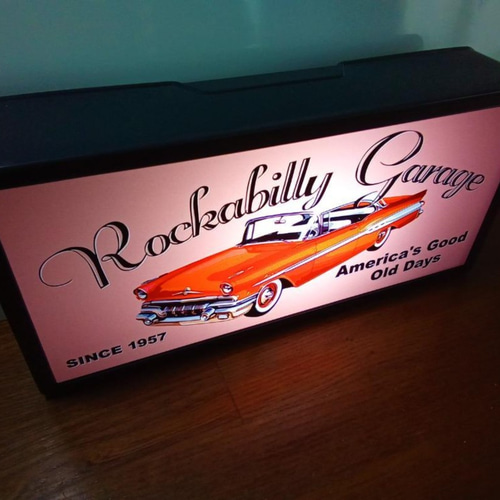 Rockabilly Garage
America's Good
Old Days
SINCE 1957